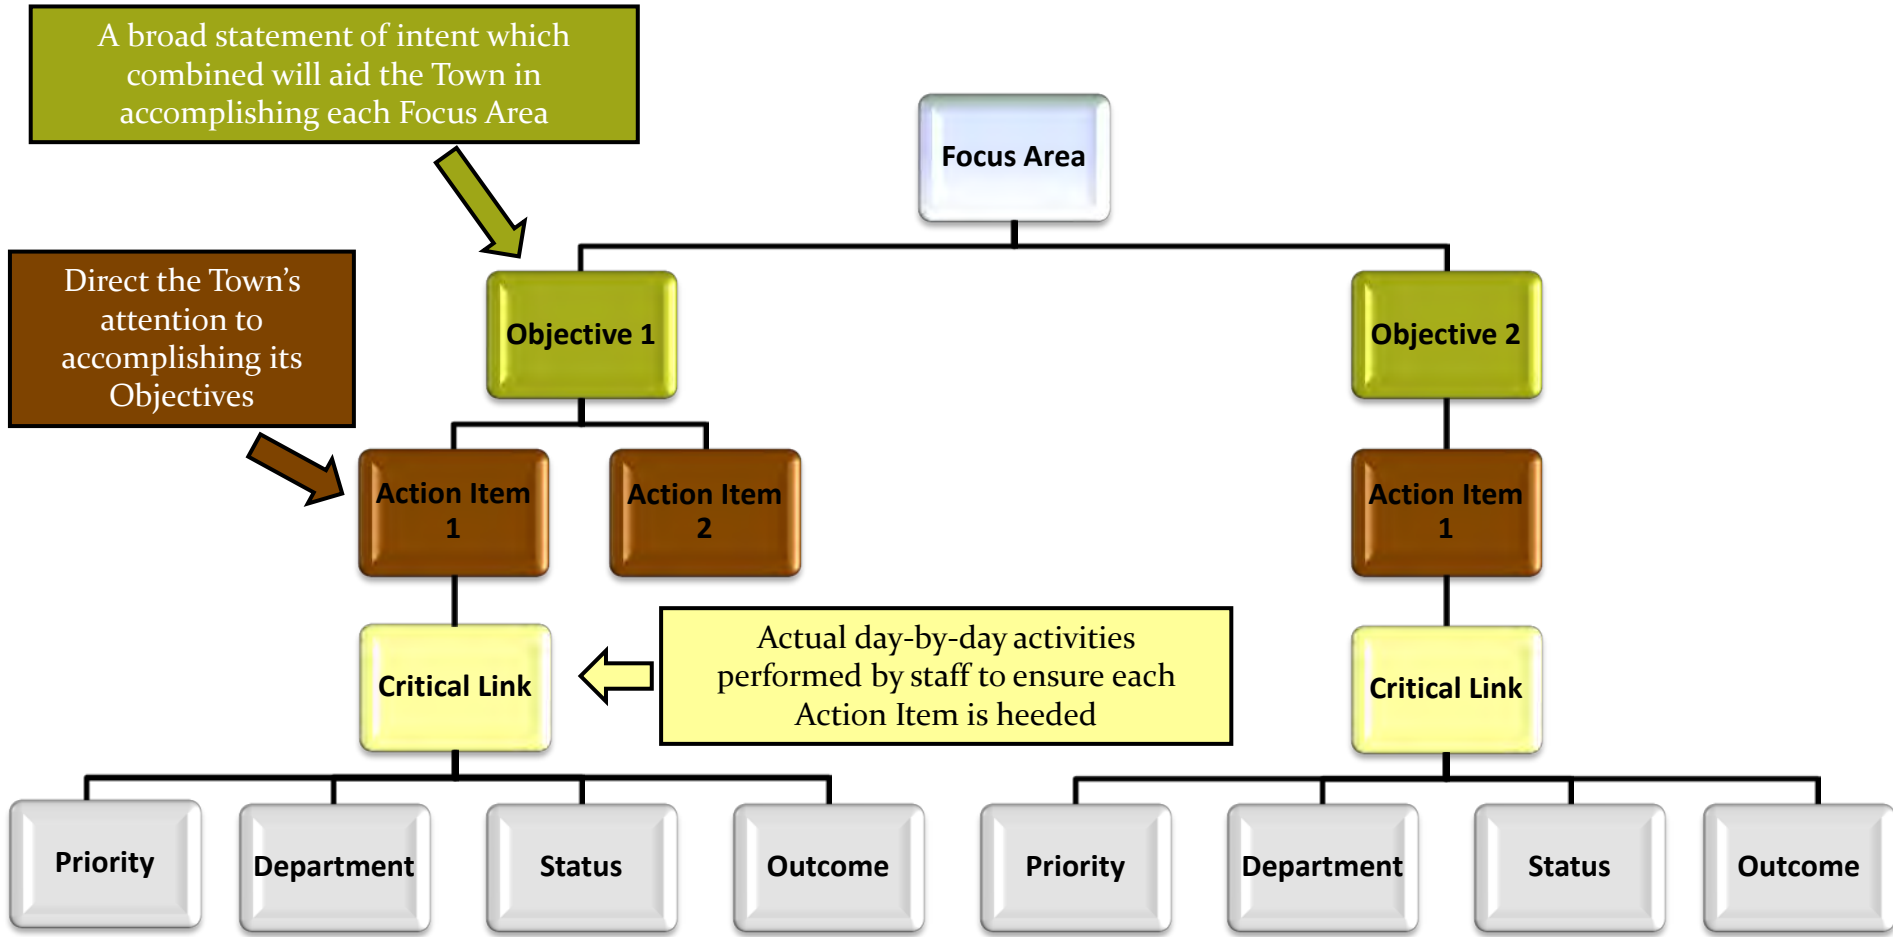 A broad statement of intent which
combined will aid the Town in
accomplishing each Focus Area
Focus Area
Direct the Town's
attention to
accomplishing its
Objectives
Objective 1
Objective 2
Action Item
1
Action Item
2
Action Item
1
Critical Link
Actual day-by-day activities
performed by staff to ensure each
Action Item is heeded
Critical Link
Priority
Department
Status
Outcome
Priority
Department
Status
Outcome